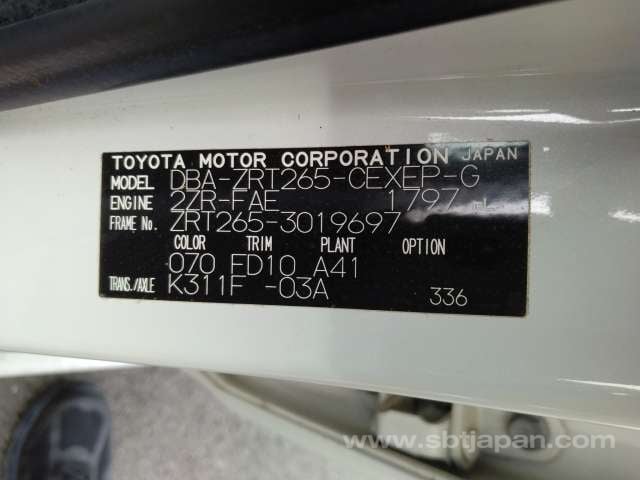 TOYOTA MOTOR CORPORATION JAPAN
MODEL DBA-ZRT265-CEXEP-G
ENGINE 2ZR-FAE 1797 mL
FRAME No. ZRT265-3019697
COLOR TRIM PLANT OPTION
070 FD10 A41
TRANS./AXLE K311F -03A 336
www.sbtjapan.com